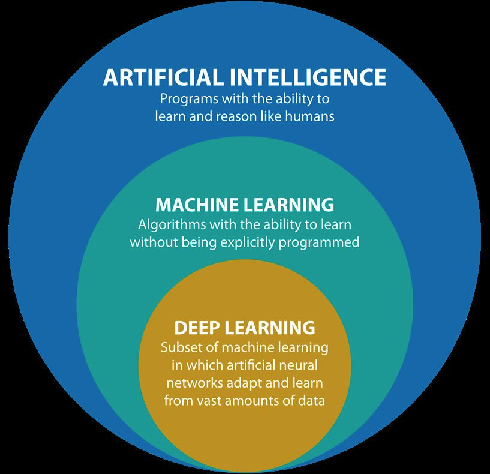 ARTIFICIAL INTELLIGENCE
Programs with the ability to
learn and reason like humans
MACHINE LEARNING
Algorithms with the ability to learn
without being explicitly programmed
DEEP LEARNING
Subset of machine learning
in which artificial neural
networks adapt and learn
from vast amounts of data